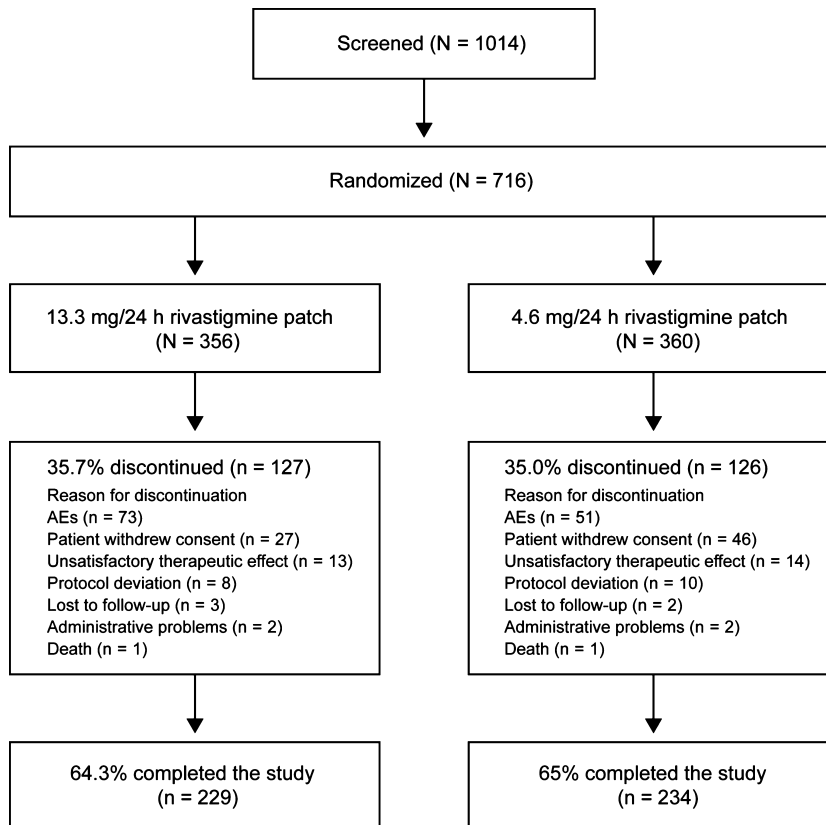 Screened (N = 1014)
Randomized (N = 716)
13.3 mg/24 h rivastigmine patch
(N = 356)
4.6 mg/24 h rivastigmine patch
(N = 360)
35.7% discontinued (n = 127)
Reason for discontinuation
AEs (n = 73)
Patient withdrew consent (n = 27)
Unsatisfactory therapeutic effect (n = 13)
Protocol deviation (n = 8)
Lost to follow-up (n = 3)
Administrative problems (n = 2)
Death (n = 1)
35.0% discontinued (n = 126)
Reason for discontinuation
AEs (n = 51)
Patient withdrew consent (n = 46)
Unsatisfactory therapeutic effect (n = 14)
Protocol deviation (n = 10)
Lost to follow-up (n = 2)
Administrative problems (n = 2)
Death (n = 1)
64.3% completed the study
(n = 229)
65% completed the study
(n = 234)